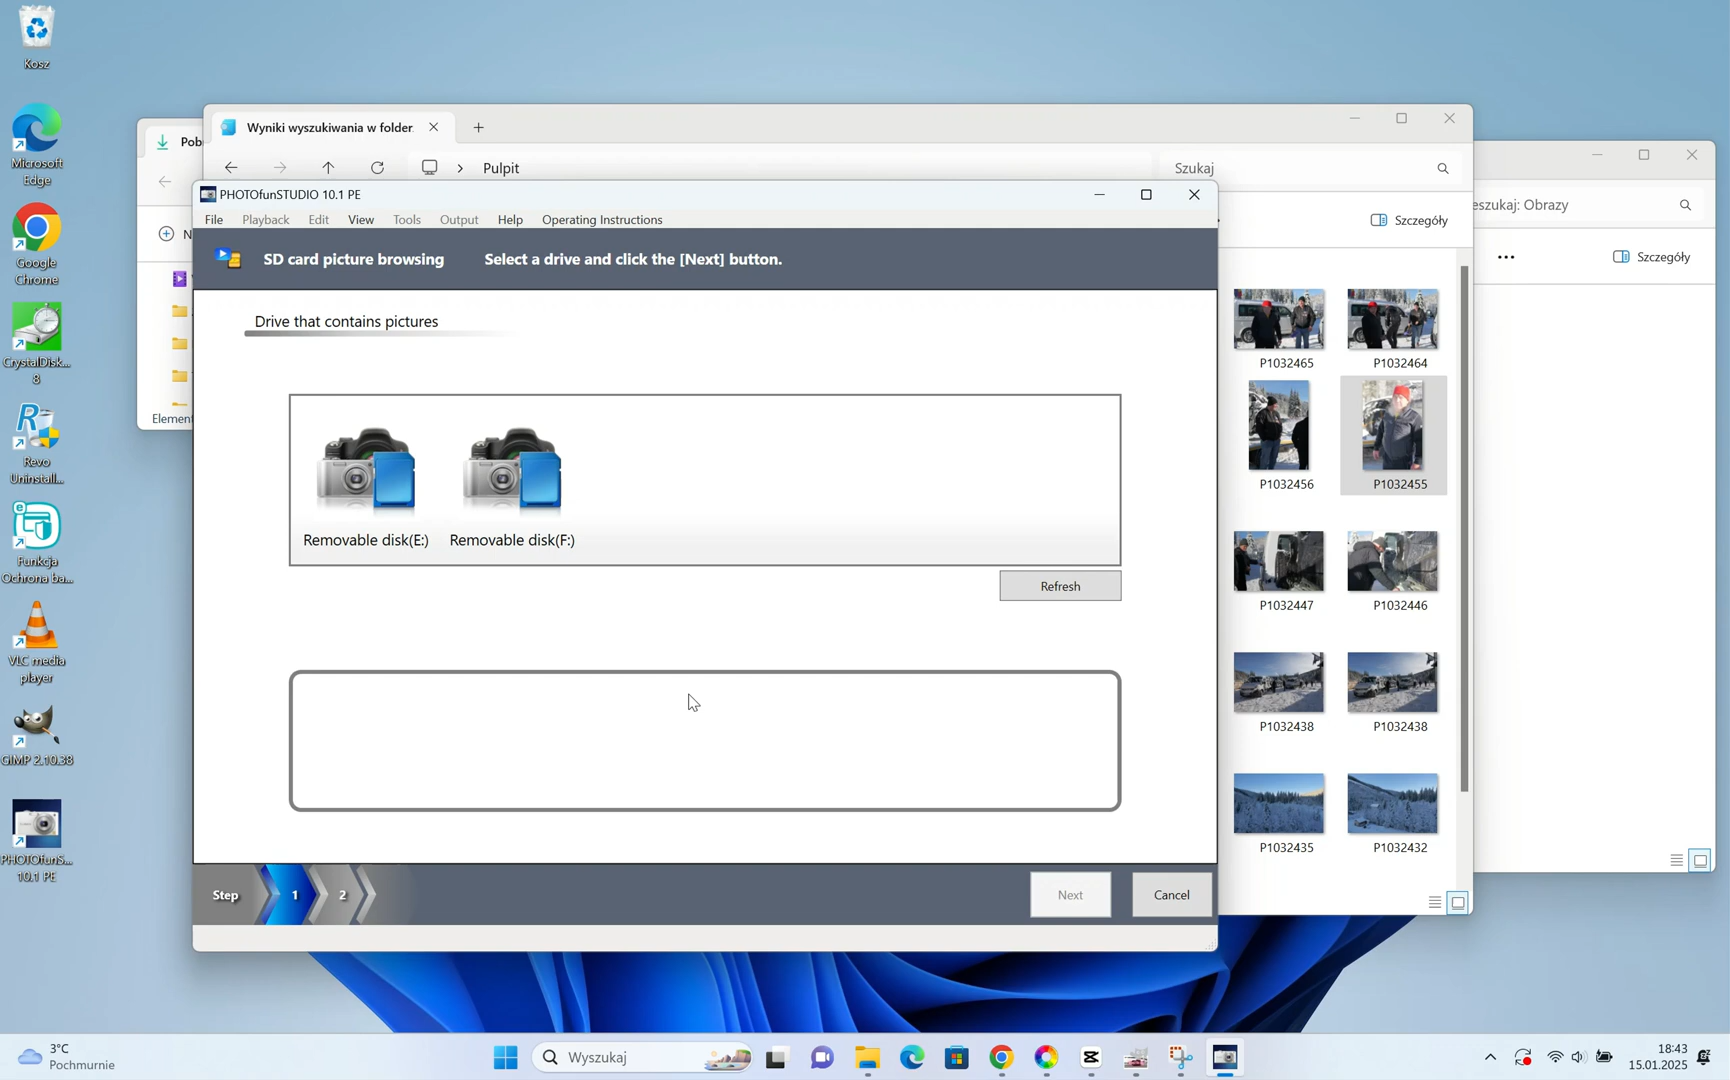 Kosz
Microsoft
Edge
Google
Chrome
CrystalDisk...
8
Revo
Uninstall...
Funkcja
Ochrona ba...
VLC media
player
GIMP 2.10.38
PHOTOfunS...
10.1 PE
Pob
Wyniki wyszukiwania w folder
Pulpit
Szukaj
N
Element
Szczegóły
eszukaj: Obrazy
Szczegóły
PHOTOfunSTUDIO 10.1 PE
File Playback Edit View Tools Output Help Operating Instructions
SD card picture browsing Select a drive and click the [Next] button.
Drive that contains pictures
Removable disk(E:) Removable disk(F:)
Refresh
Step 1 2
Next Cancel
P1032465 P1032464
P1032456 P1032455
P1032447 P1032446
P1032438 P1032438
P1032435 P1032432
3°C
Pochmurnie
Wyszukaj
18:43
15.01.2025